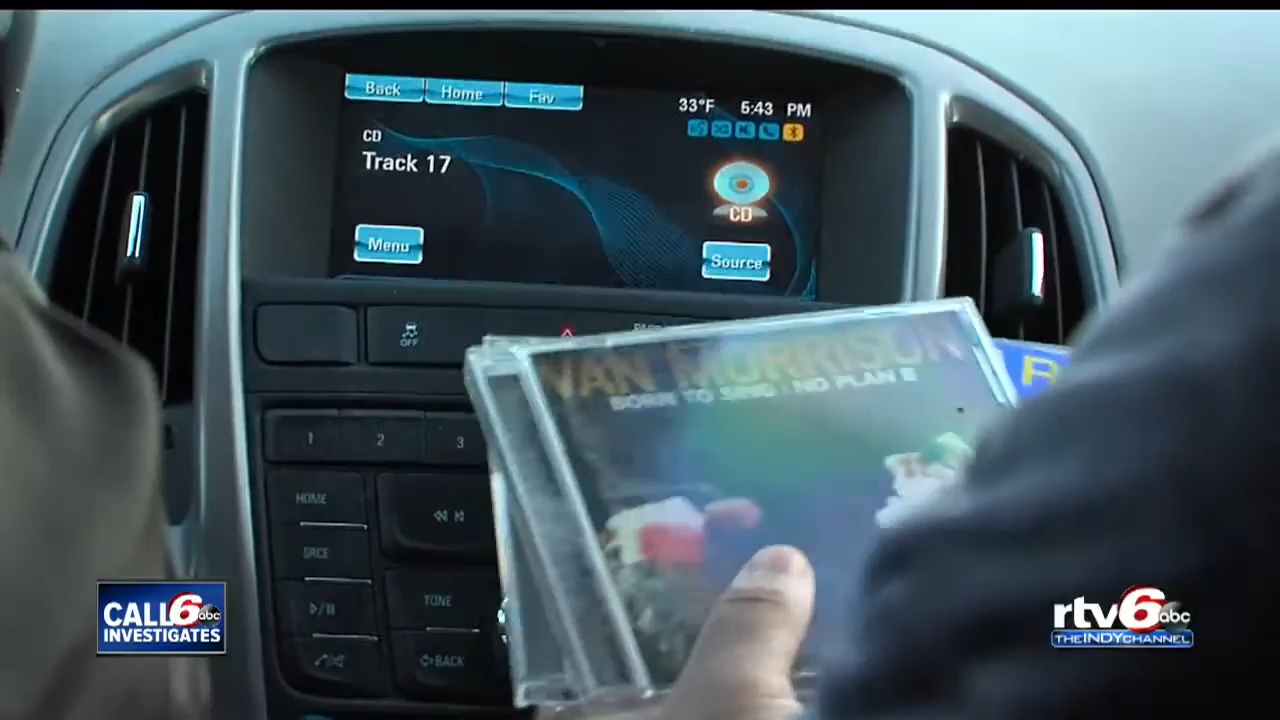 Back Home Fav
33°F 5:43 PM
CD
Track 17
CD
Menu
Source
OFF
VAN MORRISON
BORN TO SING: NO PLAN B
R
1 2 3
HOME
SRCE
TONE
BACK
CALL 6 abc
INVESTIGATES
rtv6 abc
THE INDY CHANNEL